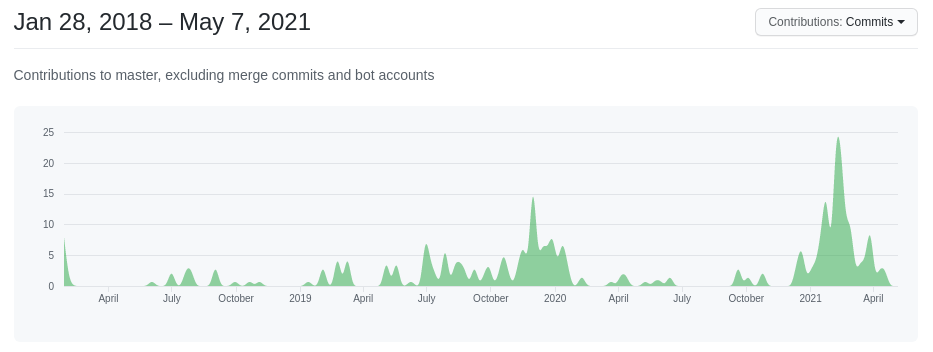 Jan 28, 2018 – May 7, 2021
Contributions: Commits
Contributions to master, excluding merge commits and bot accounts
25
20
15
10
5
0
April July October 2019 April July October 2020 April July October 2021 April